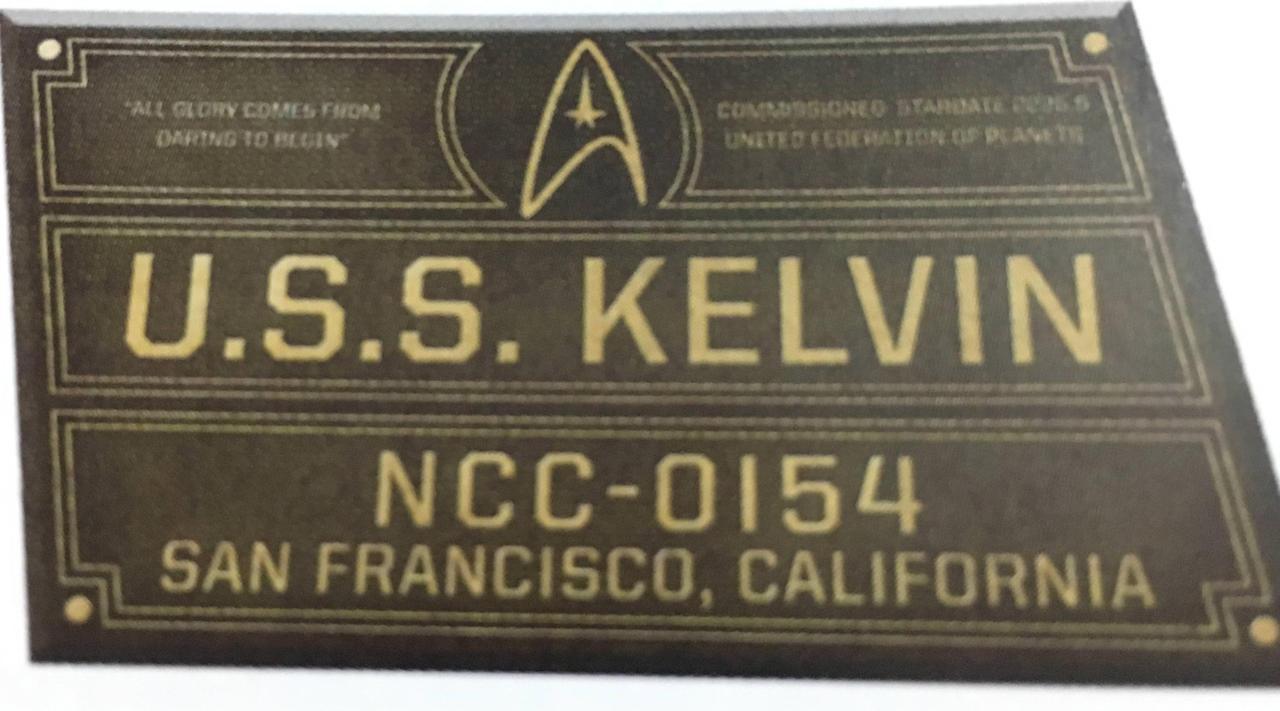 "ALL GLORY COMES FROM
DARING TO BEGIN"
COMMISSIONED STARDATE
UNITED FEDERATION OF PLANETS
U.S.S. KELVIN
NCC-0154
SAN FRANCISCO, CALIFORNIA